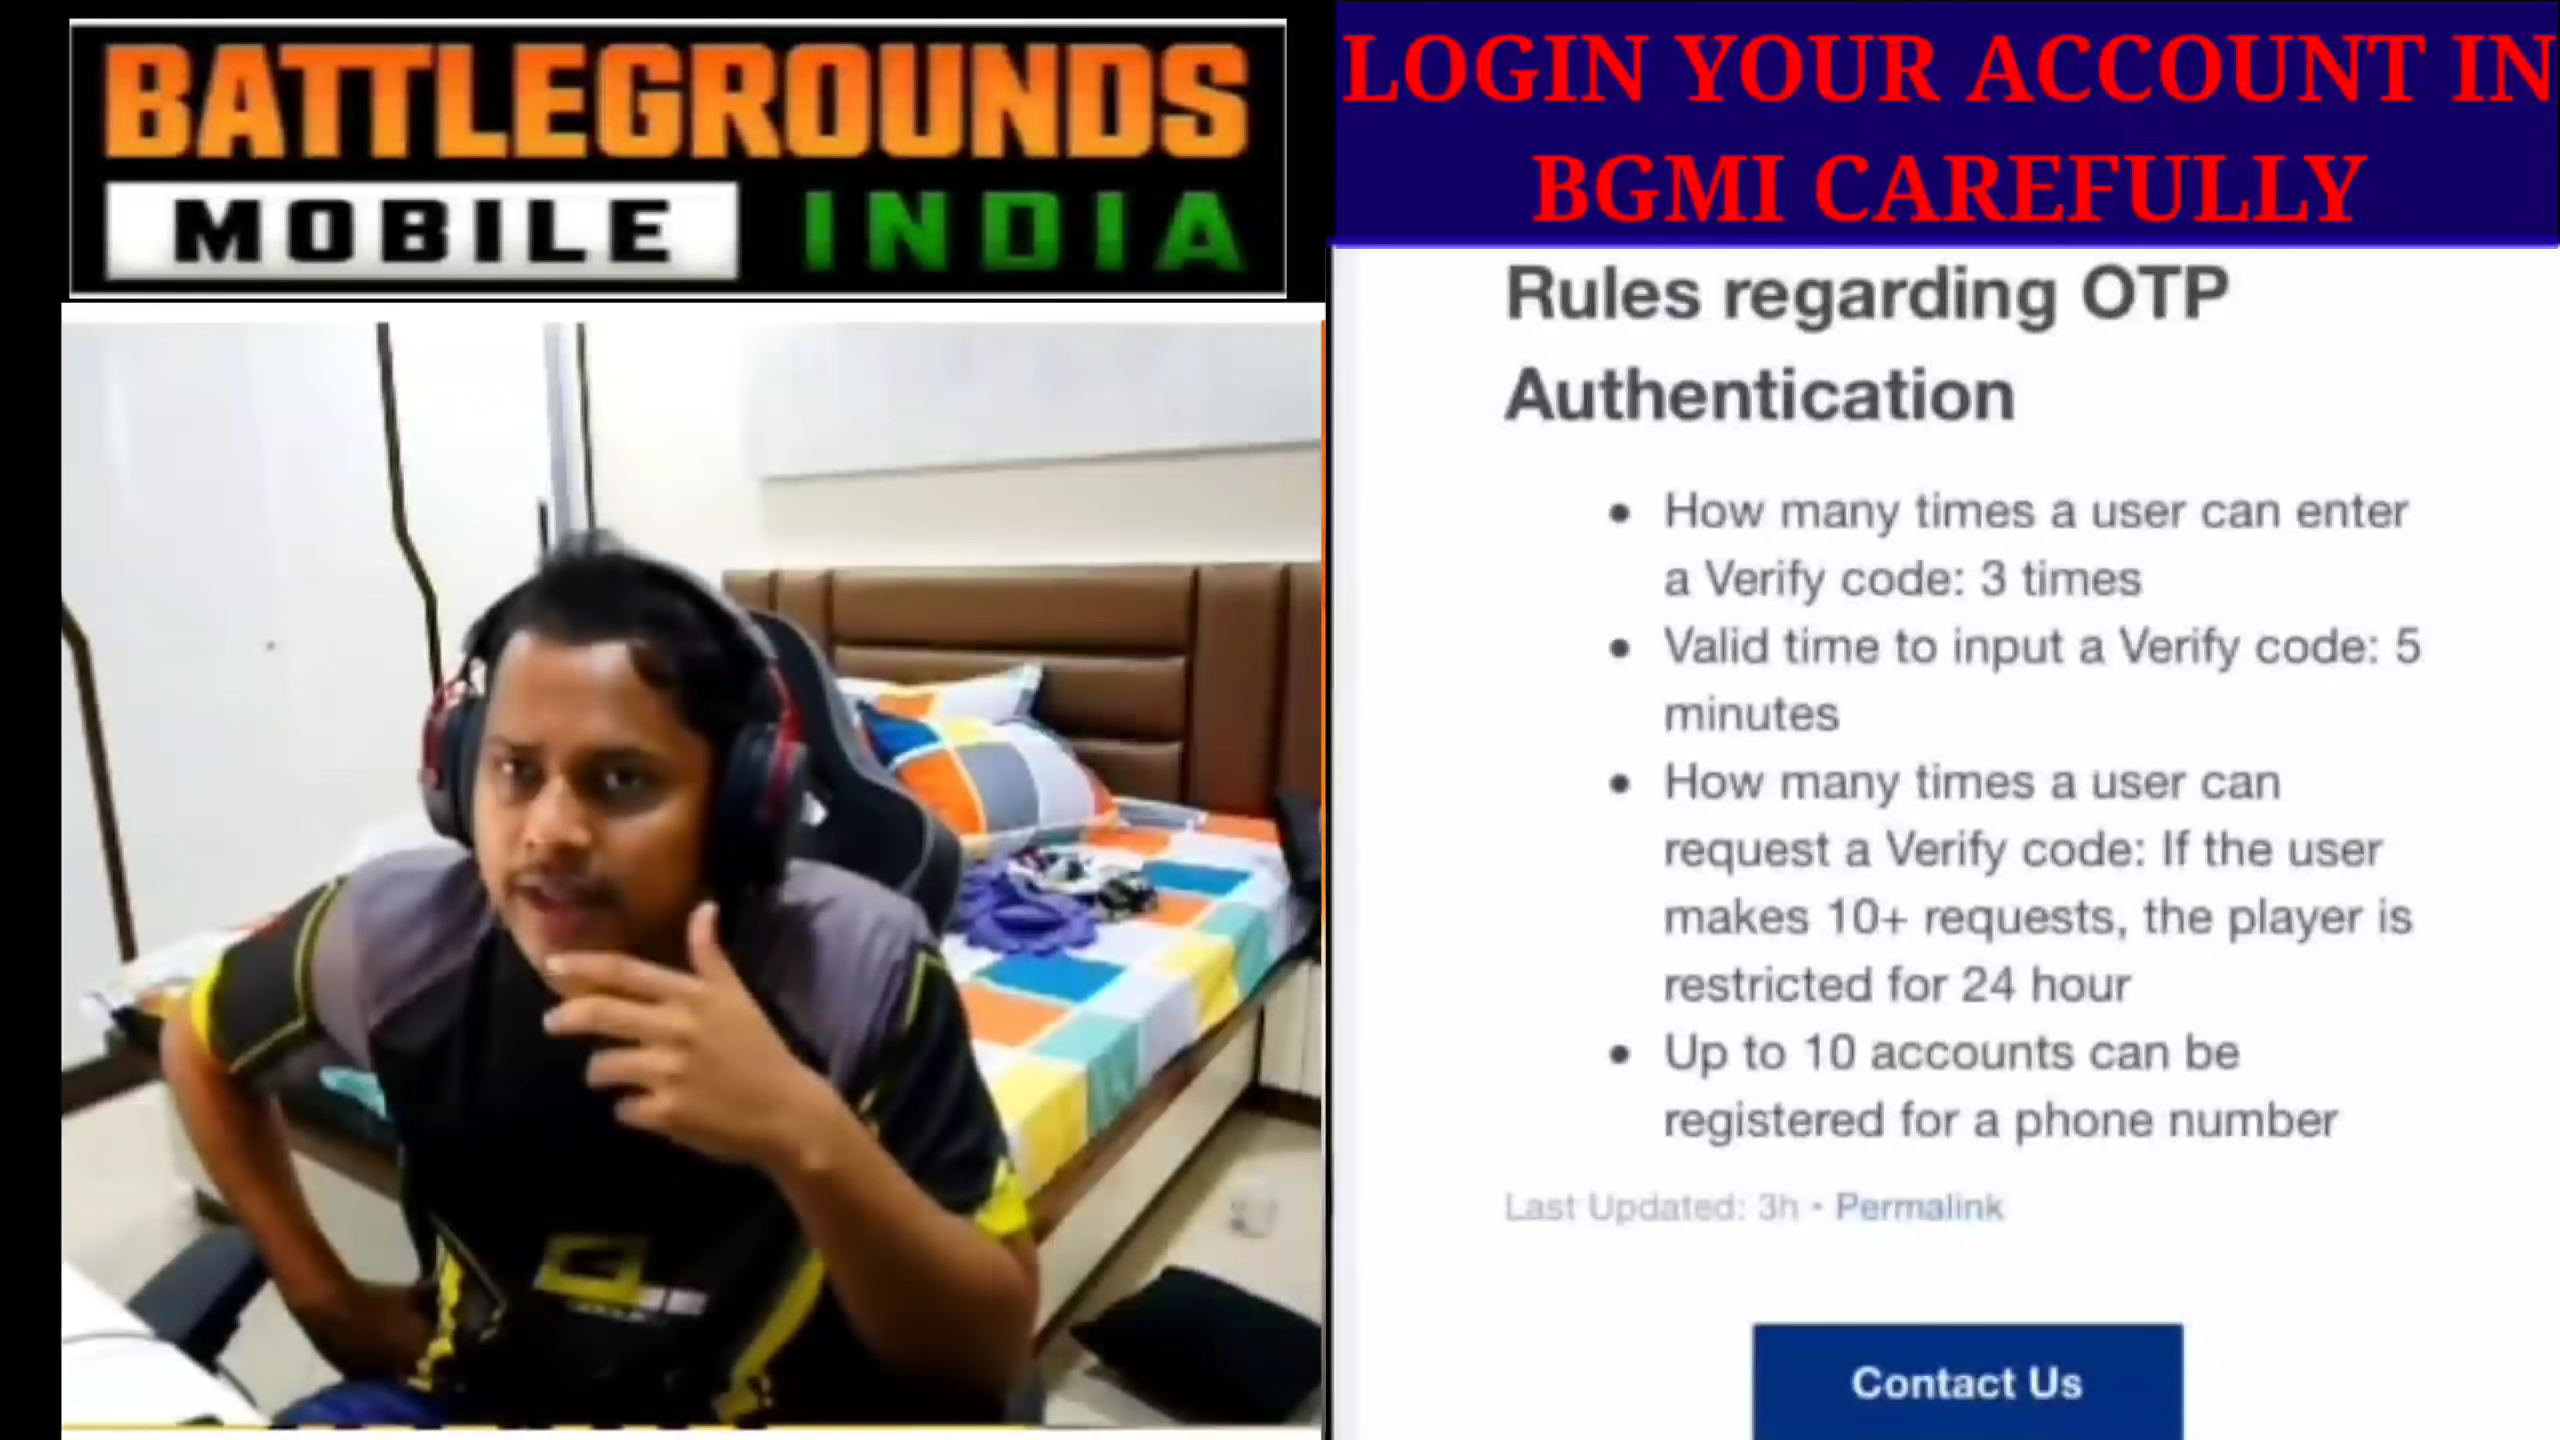 BATTLEGROUNDS
MOBILE INDIA
LOGIN YOUR ACCOUNT IN
BGMI CAREFULLY
Rules regarding OTP
Authentication
• How many times a user can enter
a Verify code: 3 times
• Valid time to input a Verify code: 5
minutes
• How many times a user can
request a Verify code: If the user
makes 10+ requests, the player is
restricted for 24 hour
• Up to 10 accounts can be
registered for a phone number
Last Updated: 3h • Permalink
Contact Us